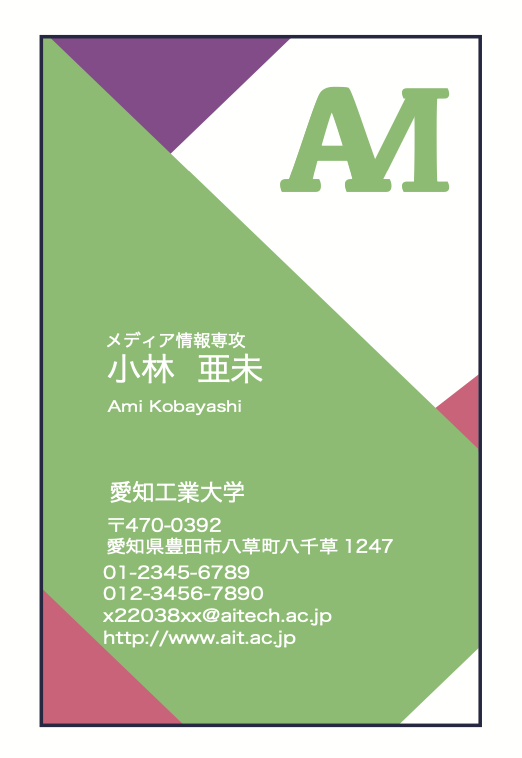 AMI
メディア情報専攻
小林 亜未
Ami Kobayashi
愛知工業大学
〒470-0392
愛知県豊田市八草町八千草 1247
01-2345-6789
012-3456-7890
x22038xx@aitech.ac.jp
http://www.ait.ac.jp